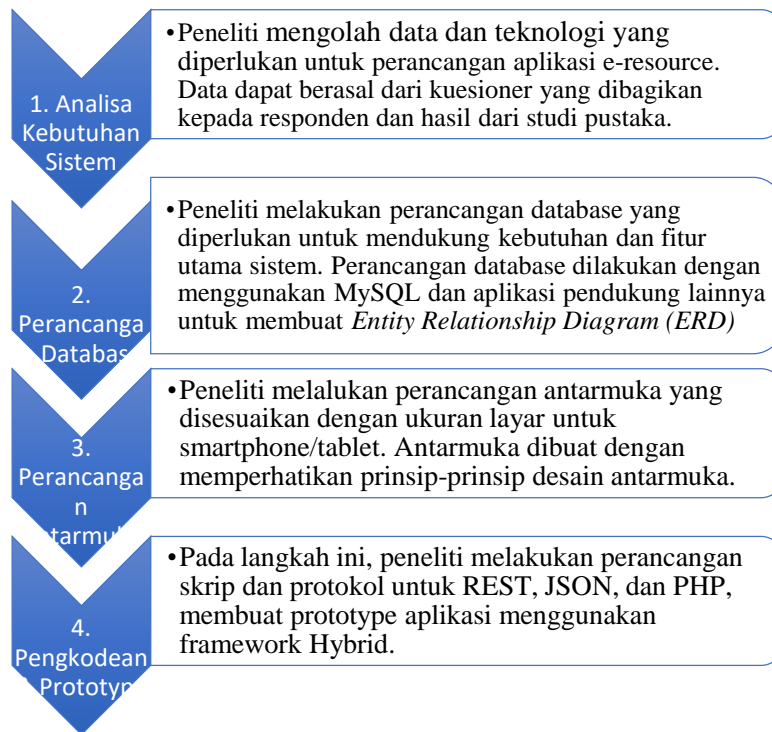 1. Analisa
Kebutuhan
Sistem
•Peneliti mengolah data dan teknologi yang
diperlukan untuk perancangan aplikasi e-resource.
Data dapat berasal dari kuesioner yang dibagikan
kepada responden dan hasil dari studi pustaka.
2.
Perancanga
Databas
•Peneliti melakukan perancangan database yang
diperlukan untuk mendukung kebutuhan dan fitur
utama sistem. Perancangan database dilakukan dengan
menggunakan MySQL dan aplikasi pendukung lainnya
untuk membuat Entity Relationship Diagram (ERD)
3.
Perancanga
n
tarmuk
•Peneliti melalukan perancangan antarmuka yang
disesuaikan dengan ukuran layar untuk
smartphone/tablet. Antarmuka dibuat dengan
memperhatikan prinsip-prinsip desain antarmuka.
4.
Pengkodean
Prototyp
•Pada langkah ini, peneliti melakukan perancangan
skrip dan protokol untuk REST, JSON, dan PHP,
membuat prototype aplikasi menggunakan
framework Hybrid.